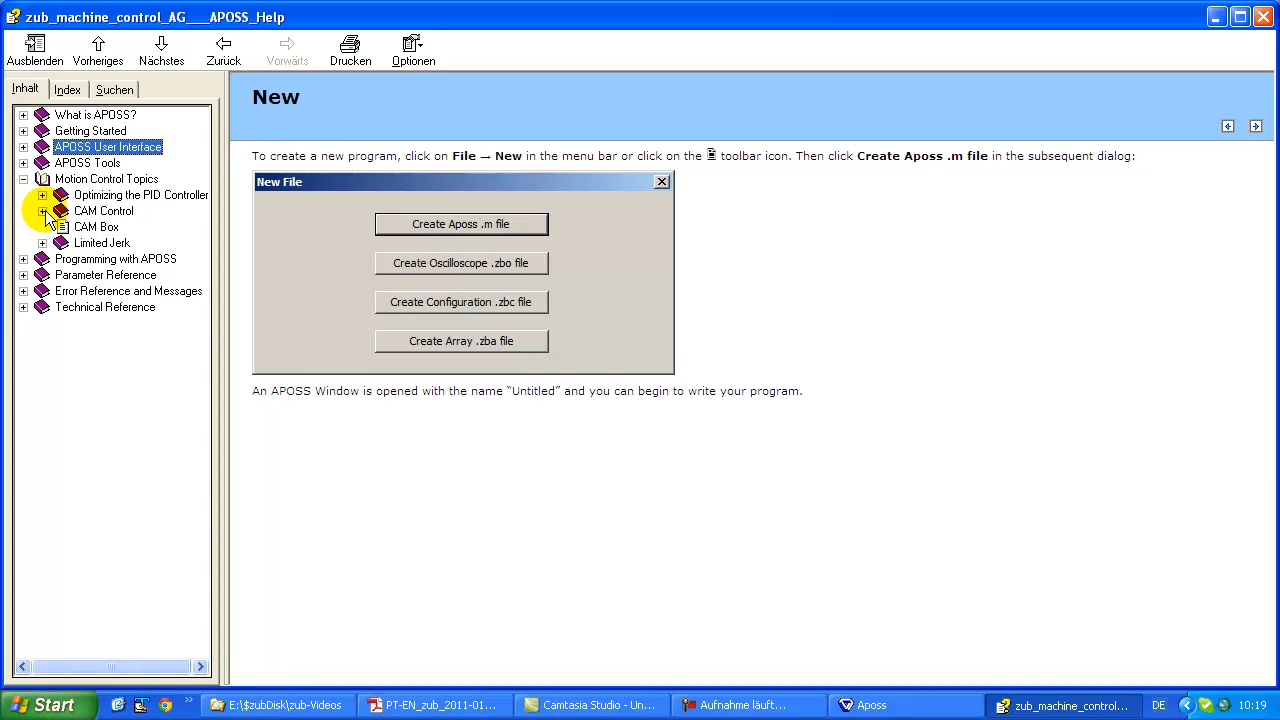 zub_machine_control_AG___APOSS_Help
Ausblenden Vorheriges Nächstes Zurück Vorwärts Drucken Optionen
Inhalt Index Suchen
What is APOSS?
Getting Started
APOSS User Interface
APOSS Tools
Motion Control Topics
Optimizing the PID Controller
CAM Control
CAM Box
Limited Jerk
Programming with APOSS
Parameter Reference
Error Reference and Messages
Technical Reference
New
To create a new program, click on File → New in the menu bar or click on the toolbar icon. Then click Create Aposs .m file in the subsequent dialog:
New File
Create Aposs .m file
Create Oscilloscope .zbo file
Create Configuration .zbc file
Create Array .zba file
An APOSS Window is opened with the name “Untitled” and you can begin to write your program.
Start E:\$zubDisk\zub-Videos PT-EN_zub_2011-01... Camtasia Studio - Un... Aufnahme läuft... Aposs zub_machine_control... DE 10:19